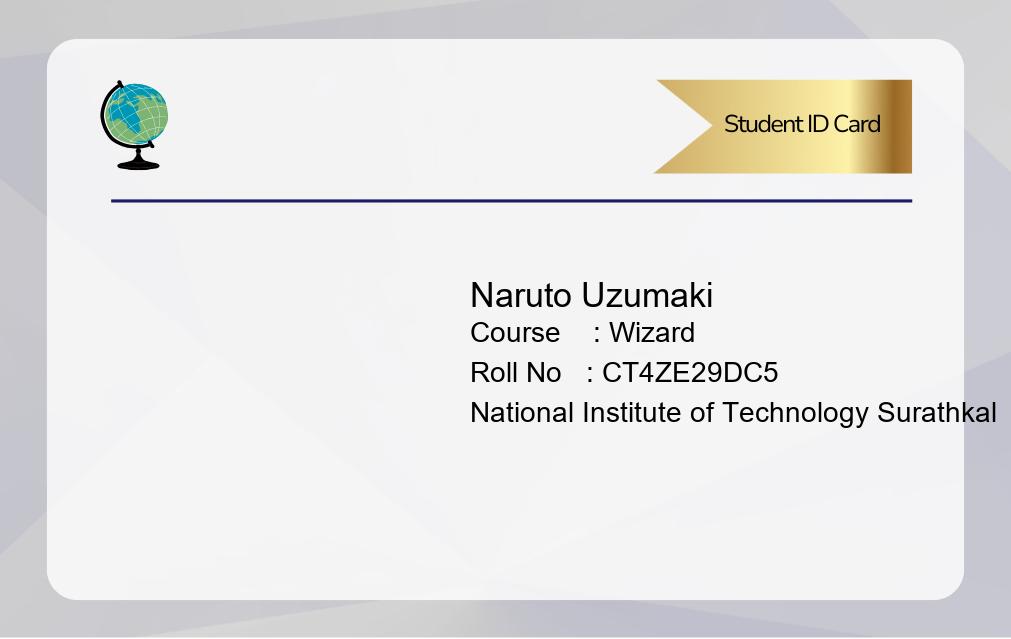 Student ID Card
Naruto Uzumaki
Course : Wizard
Roll No : CT4ZE29DC5
National Institute of Technology Surathkal